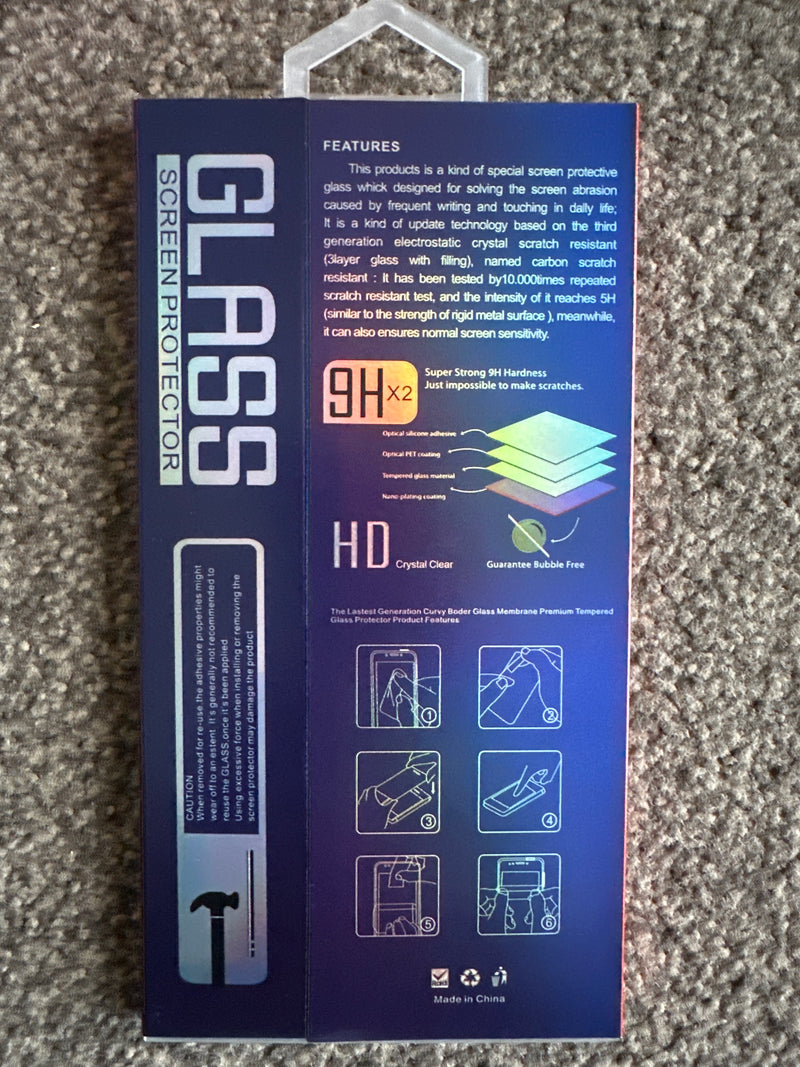 GLASS
SCREEN PROTECTOR
CAUTION
When removed for re-use,the adhesive properties might
wear off to an estent. It's generally not recommended to
reuse the GLASS,once it's been applied
Using excessive force when installing or removing the
screen protector may damage the product
FEATURES
This products is a kind of special screen protective
glass whick designed for solving the screen abrasion
caused by frequent writing and touching in daily life;
It is a kind of update technology based on the third
generation electrostatic crystal scratch resistant
(3layer glass with filling), named carbon scratch
resistant : It has been tested by10.000times repeated
scratch resistant test, and the intensity of it reaches 5H
(similar to the strength of rigid metal surface ), meanwhile,
it can also ensures normal screen sensitivity.
9H X2
Super Strong 9H Hardness
Just impossible to make scratches.
Optical silicone adhesive
Optical PET coating
Tempered glass material
Nano-plating coating
HD Crystal Clear
Guarantee Bubble Free
The Lastest Generation Curvy Boder Glass Membrane Premium Tempered
Glass Protector Product Features
1
2
3
4
5
6
Made in China